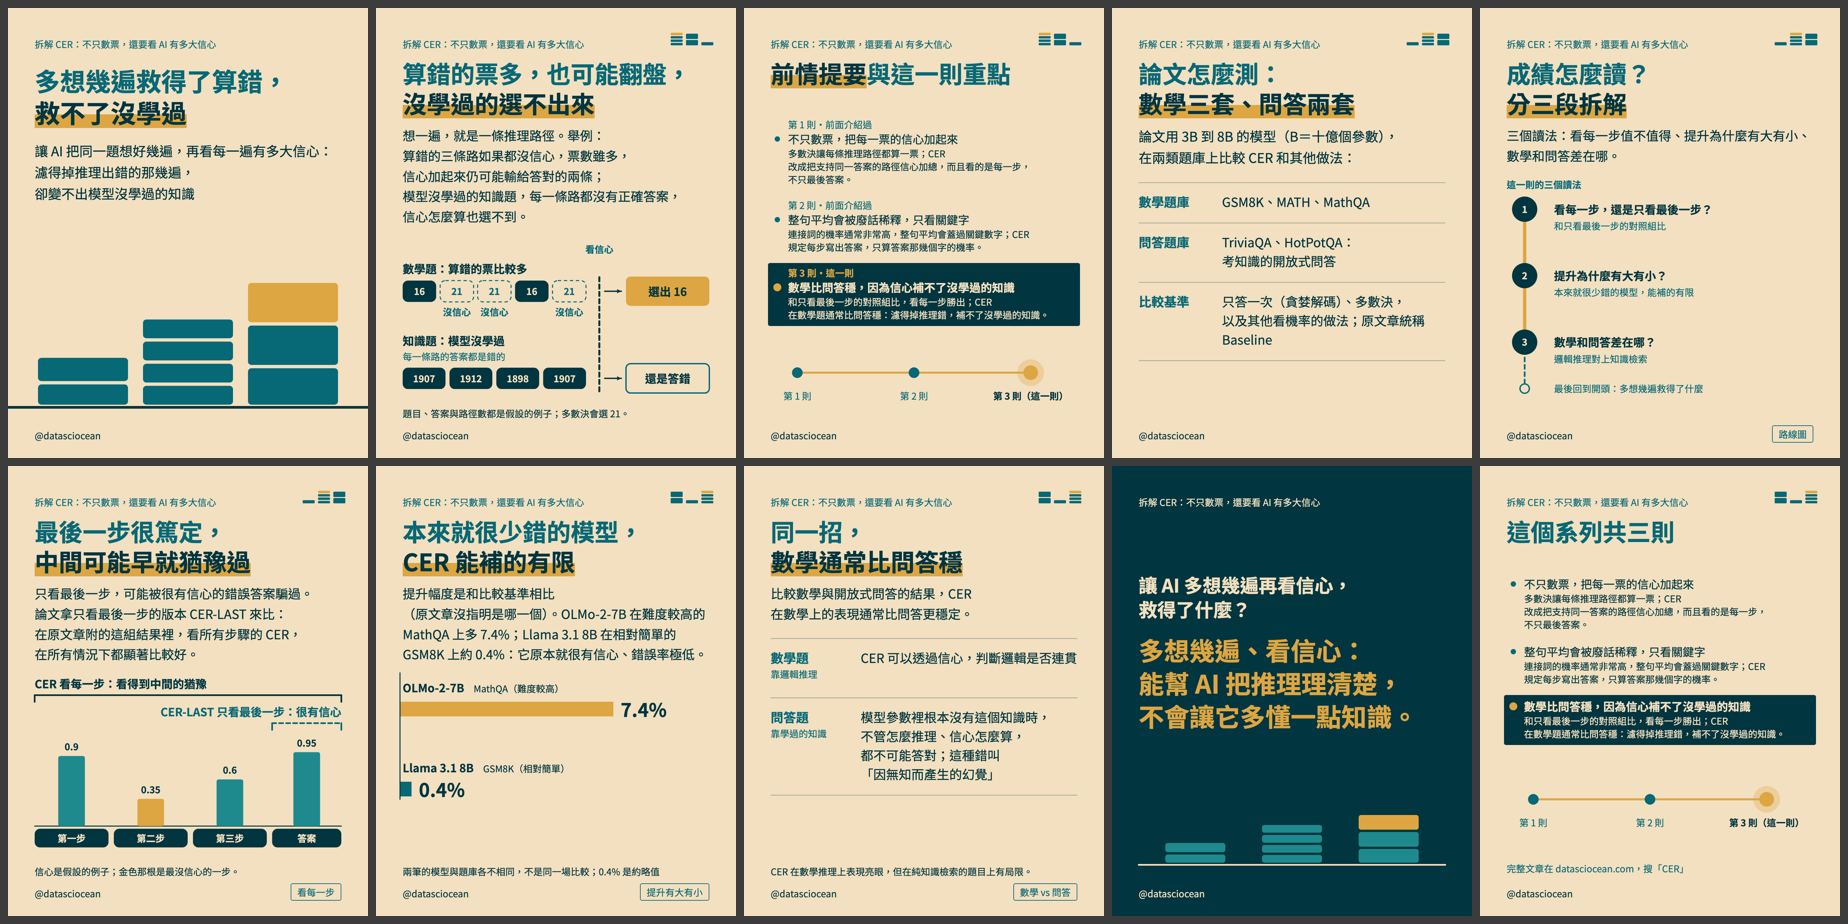 拆解 CER：不只數票，還要看 AI 有多大信心
多想幾遍救得了算錯，
救不了沒學過
讓 AI 把同一題想好幾遍，再看每一遍有多大信心：
濾得掉推理出錯的那幾遍，
卻變不出模型沒學過的知識
@datasciocean
拆解 CER：不只數票，還要看 AI 有多大信心
算錯的票多，也可能翻盤，
沒學過的選不出來
想一遍，就是一條推理路徑。舉例：
算錯的三條路如果都沒信心，票數雖多，
信心加起來仍可能輸給答對的兩條；
模型沒學過的知識題，每一條路都沒有正確答案，
信心怎麼算也選不到。
看信心
數學題：算錯的票比較多
16 21 21 16 21
沒信心 沒信心 沒信心
選出 16
知識題：模型沒學過
每一條路的答案都是錯的
1907 1912 1898 1907
還是答錯
題目、答案與路徑數都是假設的例子；多數決會選 21。
@datasciocean
拆解 CER：不只數票，還要看 AI 有多大信心
前情提要與這一則重點
第 1 則・前面介紹過
不只數票，把每一票的信心加起來
多數決讓每條推理路徑都算一票；CER
改成把支持同一答案的路徑信心加總，而且看的是每一步，
不只最後答案。
第 2 則・前面介紹過
整句平均會被廢話稀釋，只看關鍵字
連接詞的機率通常非常高，整句平均會蓋過關鍵數字；CER
規定每步寫出答案，只算答案那幾個字的機率。
第 3 則・這一則
數學比問答穩，因為信心補不了沒學過的知識
和只看最後一步的對照組比，看每一步勝出；CER
在數學題通常比問答穩：濾得掉推理錯，補不了沒學過的知識。
第 1 則
第 2 則
第 3 則（這一則）
@datasciocean
拆解 CER：不只數票，還要看 AI 有多大信心
論文怎麼測：
數學三套、問答兩套
論文用 3B 到 8B 的模型（B＝十億個參數），
在兩類題庫上比較 CER 和其他做法：
數學題庫
GSM8K、MATH、MathQA
問答題庫
TriviaQA、HotPotQA：
考知識的開放式問答
比較基準
只答一次（貪婪解碼）、多數決，
以及其他看機率的做法；原文章統稱
Baseline
@datasciocean
拆解 CER：不只數票，還要看 AI 有多大信心
成績怎麼讀？
分三段拆解
三個讀法：看每一步值不值得、提升為什麼有大有小、
數學和問答差在哪。
這一則的三個讀法
1
看每一步，還是只看最後一步？
和只看最後一步的對照組比
2
提升為什麼有大有小？
本來就很少錯的模型，能補的有限
3
數學和問答差在哪？
邏輯推理對上知識檢索
最後回到開頭：多想幾遍救得了什麼
@datasciocean
路線圖
拆解 CER：不只數票，還要看 AI 有多大信心
最後一步很篤定，
中間可能早就猶豫過
只看最後一步，可能被很有信心的錯誤答案騙過。
論文拿只看最後一步的版本 CER-LAST 來比：
在原文章附的這組結果裡，看所有步驟的 CER，
在所有情況下都顯著比較好。
CER 看每一步：看得到中間的猶豫
CER-LAST 只看最後一步：很有信心
0.9
0.35
0.6
0.95
第一步
第二步
第三步
答案
信心是假設的例子；金色那根是最沒信心的一步。
@datasciocean
看每一步
拆解 CER：不只數票，還要看 AI 有多大信心
本來就很少錯的模型，
CER 能補的有限
提升幅度是和比較基準相比
（原文章沒指明是哪一個）。OLMo-2-7B 在難度較高的
MathQA 上多 7.4%；Llama 3.1 8B 在相對簡單的
GSM8K 上約 0.4%：它原本就很有信心、錯誤率極低。
OLMo-2-7B MathQA（難度較高）
7.4%
Llama 3.1 8B GSM8K（相對簡單）
0.4%
兩筆的模型與題庫各不相同，不是同一場比較；0.4% 是約略值
@datasciocean
提升有大有小
拆解 CER：不只數票，還要看 AI 有多大信心
同一招，
數學通常比問答穩
比較數學與開放式問答的結果，CER
在數學上的表現通常比問答更穩定。
數學題
靠邏輯推理
CER 可以透過信心，判斷邏輯是否連貫
問答題
靠學過的知識
模型參數裡根本沒有這個知識時，
不管怎麼推理、信心怎麼算，
都不可能答對；這種錯叫
「因無知而產生的幻覺」
CER 在數學推理上表現亮眼，但在純知識檢索的題目上有局限。
@datasciocean
數學 vs 問答
拆解 CER：不只數票，還要看 AI 有多大信心
讓 AI 多想幾遍再看信心，
救得了什麼？
多想幾遍、看信心：
能幫 AI 把推理理清楚，
不會讓它多懂一點知識。
@datasciocean
拆解 CER：不只數票，還要看 AI 有多大信心
這個系列共三則
不只數票，把每一票的信心加起來
多數決讓每條推理路徑都算一票；CER
改成把支持同一答案的路徑信心加總，而且看的是每一步，
不只最後答案。
整句平均會被廢話稀釋，只看關鍵字
連接詞的機率通常非常高，整句平均會蓋過關鍵數字；CER
規定每步寫出答案，只算答案那幾個字的機率。
數學比問答穩，因為信心補不了沒學過的知識
和只看最後一步的對照組比，看每一步勝出；CER
在數學題通常比問答穩：濾得掉推理錯，補不了沒學過的知識。
第 1 則
第 2 則
第 3 則（這一則）
完整文章在 datasciocean.com，搜「CER」
@datasciocean